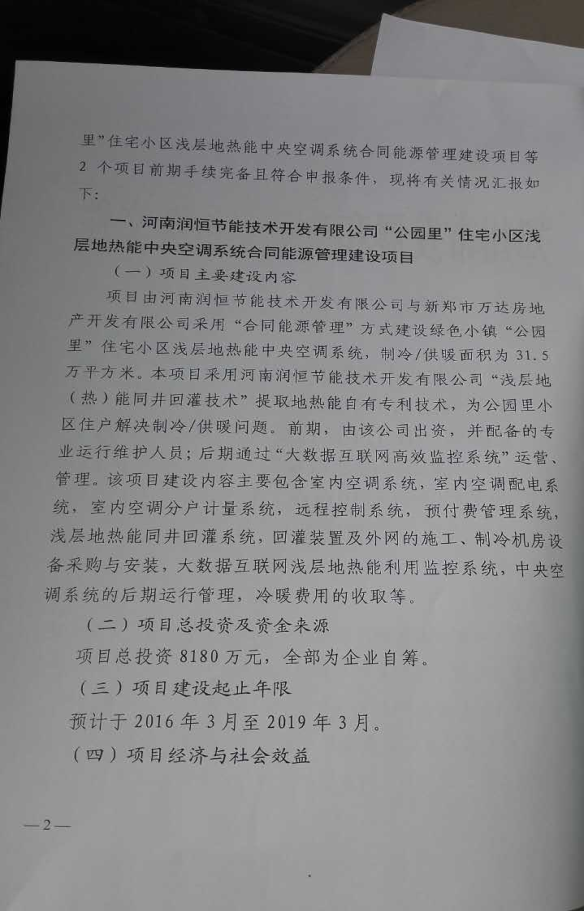 里”住宅小区浅层地热能中央空调系统合同能源管理建设项目等
2 个项目前期手续完备且符合申报条件，现将有关情况汇报如
下：
一、河南润恒节能技术开发有限公司“公园里”住宅小区浅
层地热能中央空调系统合同能源管理建设项目
（一）项目主要建设内容
项目由河南润恒节能技术开发有限公司与新郑市万达房地
产开发有限公司采用“合同能源管理”方式建设绿色小镇“公园
里”住宅小区浅层地热能中央空调系统，制冷/供暖面积为 31.5
万平方米。本项目采用河南润恒节能技术开发有限公司“浅层地
（热）能同井回灌技术”提取地热能自有专利技术，为公园里小
区住户解决制冷/供暖问题。前期，由该公司出资，并配备的专
业运行维护人员；后期通过“大数据互联网高效监控系统”运营、
管理。该项目建设内容主要包含室内空调系统，室内空调配电系
统，室内空调分户计量系统，远程控制系统，预付费管理系统，
浅层地热能同井回灌系统，回灌装置及外网的施工、制冷机房设
备采购与安装，大数据互联网浅层地热能利用监控系统，中央空
调系统的后期运行管理，冷暖费用的收取等。
（二）项目总投资及资金来源
项目总投资 8180 万元，全部为企业自筹。
（三）项目建设起止年限
预计于 2016 年 3 月至 2019 年 3 月。
（四）项目经济与社会效益
—2—